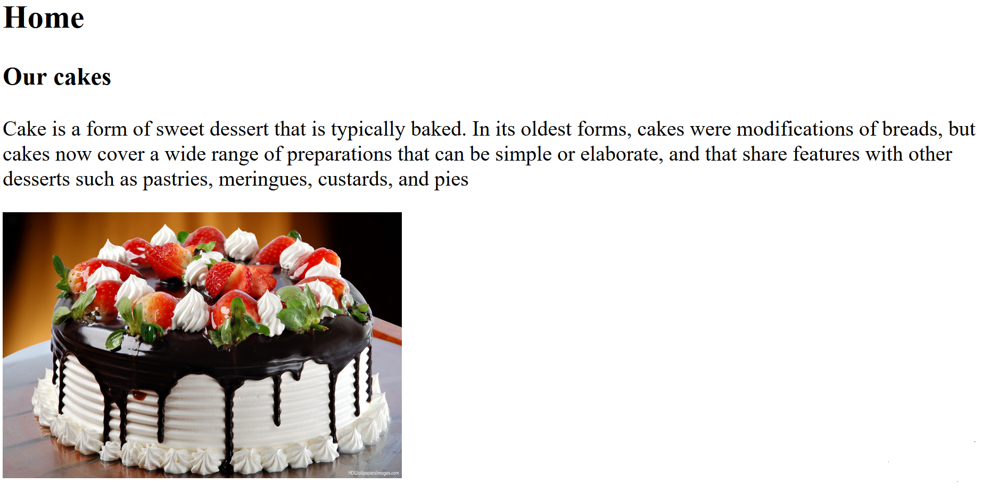 Home
Our cakes
Cake is a form of sweet dessert that is typically baked. In its oldest forms, cakes were modifications of breads, but
cakes now cover a wide range of preparations that can be simple or elaborate, and that share features with other
desserts such as pastries, meringues, custards, and pies
HDWallpapersImages.com